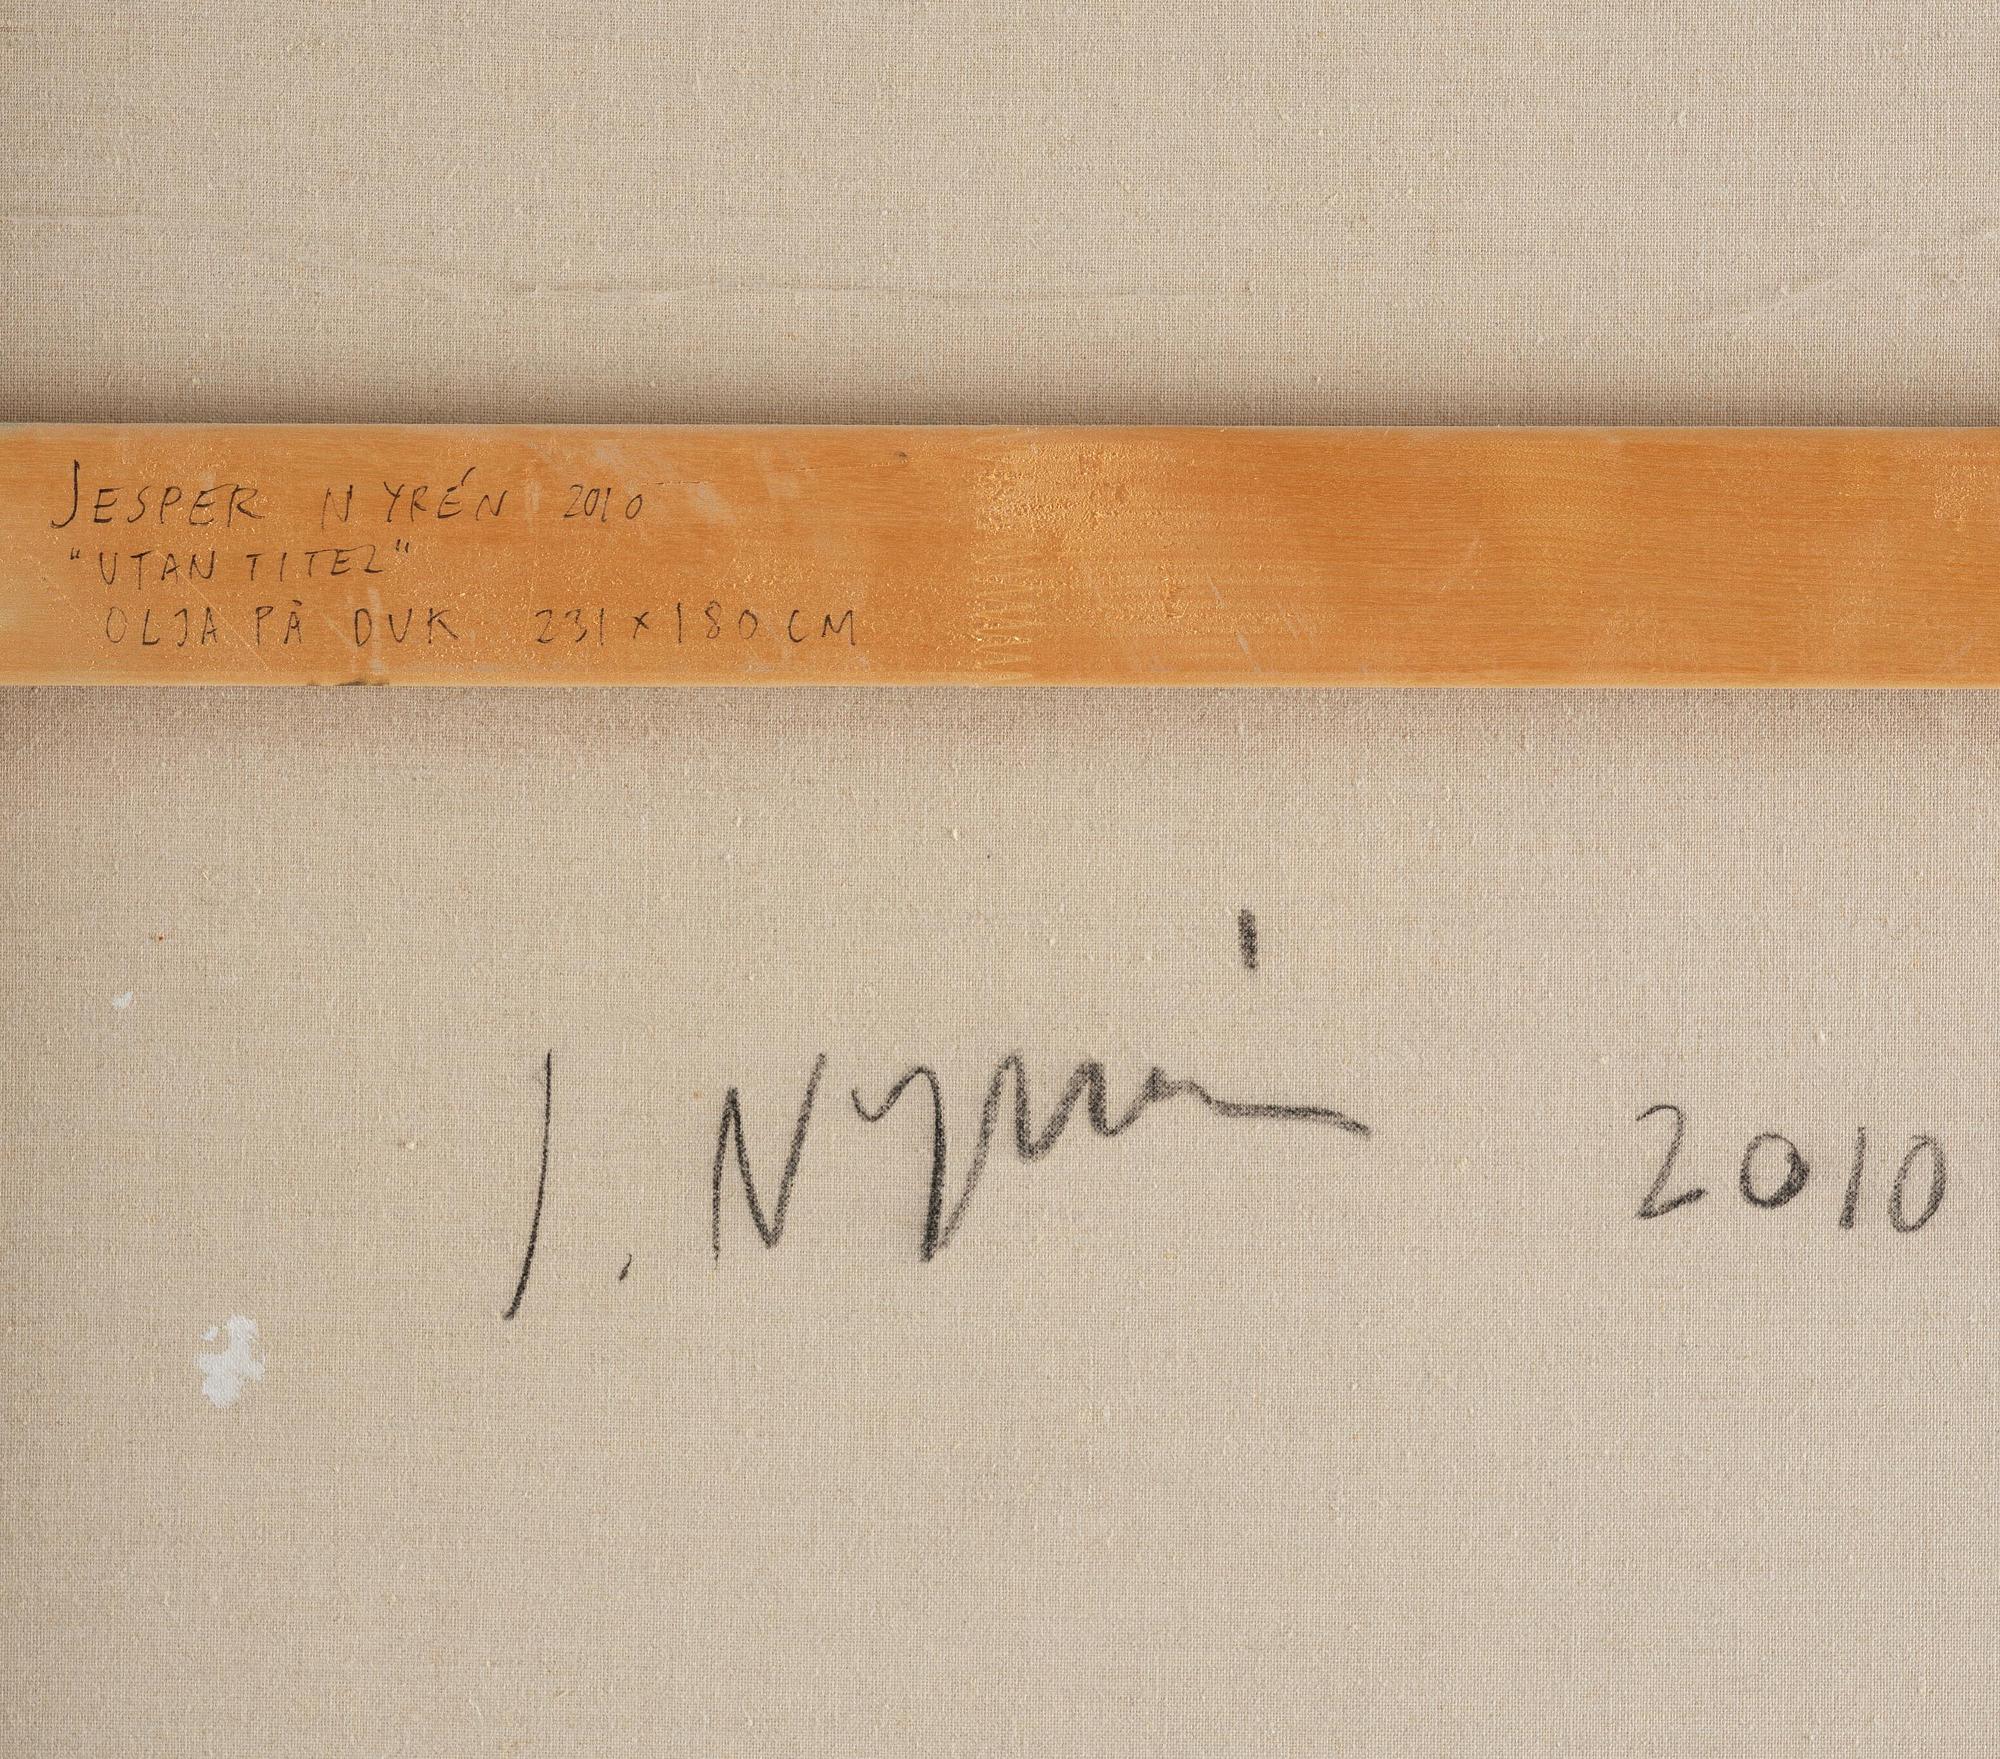 JESPER NYRÉN 2010
"UTAN TITEL"
OLJA PÅ DUK 231 × 180 CM
J. Nyrén 2010